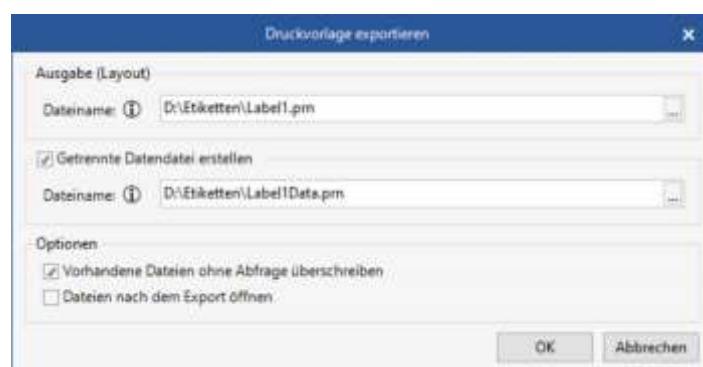 Druckvorlage exportieren
Ausgabe (Layout)
Dateiname: D:\Etiketten\Label1.prn ...
Getrennte Datendatei erstellen
Dateiname: D:\Etiketten\Label1Data.prn ...
Optionen
Vorhandene Dateien ohne Abfrage überschreiben
Dateien nach dem Export öffnen
OK Abbrechen